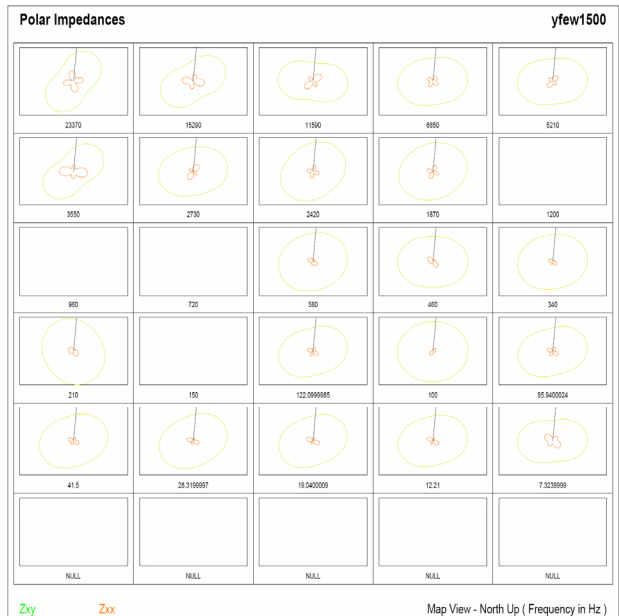 Polar Impedances yfew1500
23370 15290 11590 6850 5210
3550 2730 2420 1870 1200
960 720 580 460 340
210 150 122.0999985 100 85.9400024
41.5 28.3199997 19.0400009 12.21 7.3239999
NULL NULL NULL NULL NULL
Zxy Zxx Map View - North Up ( Frequency in Hz )